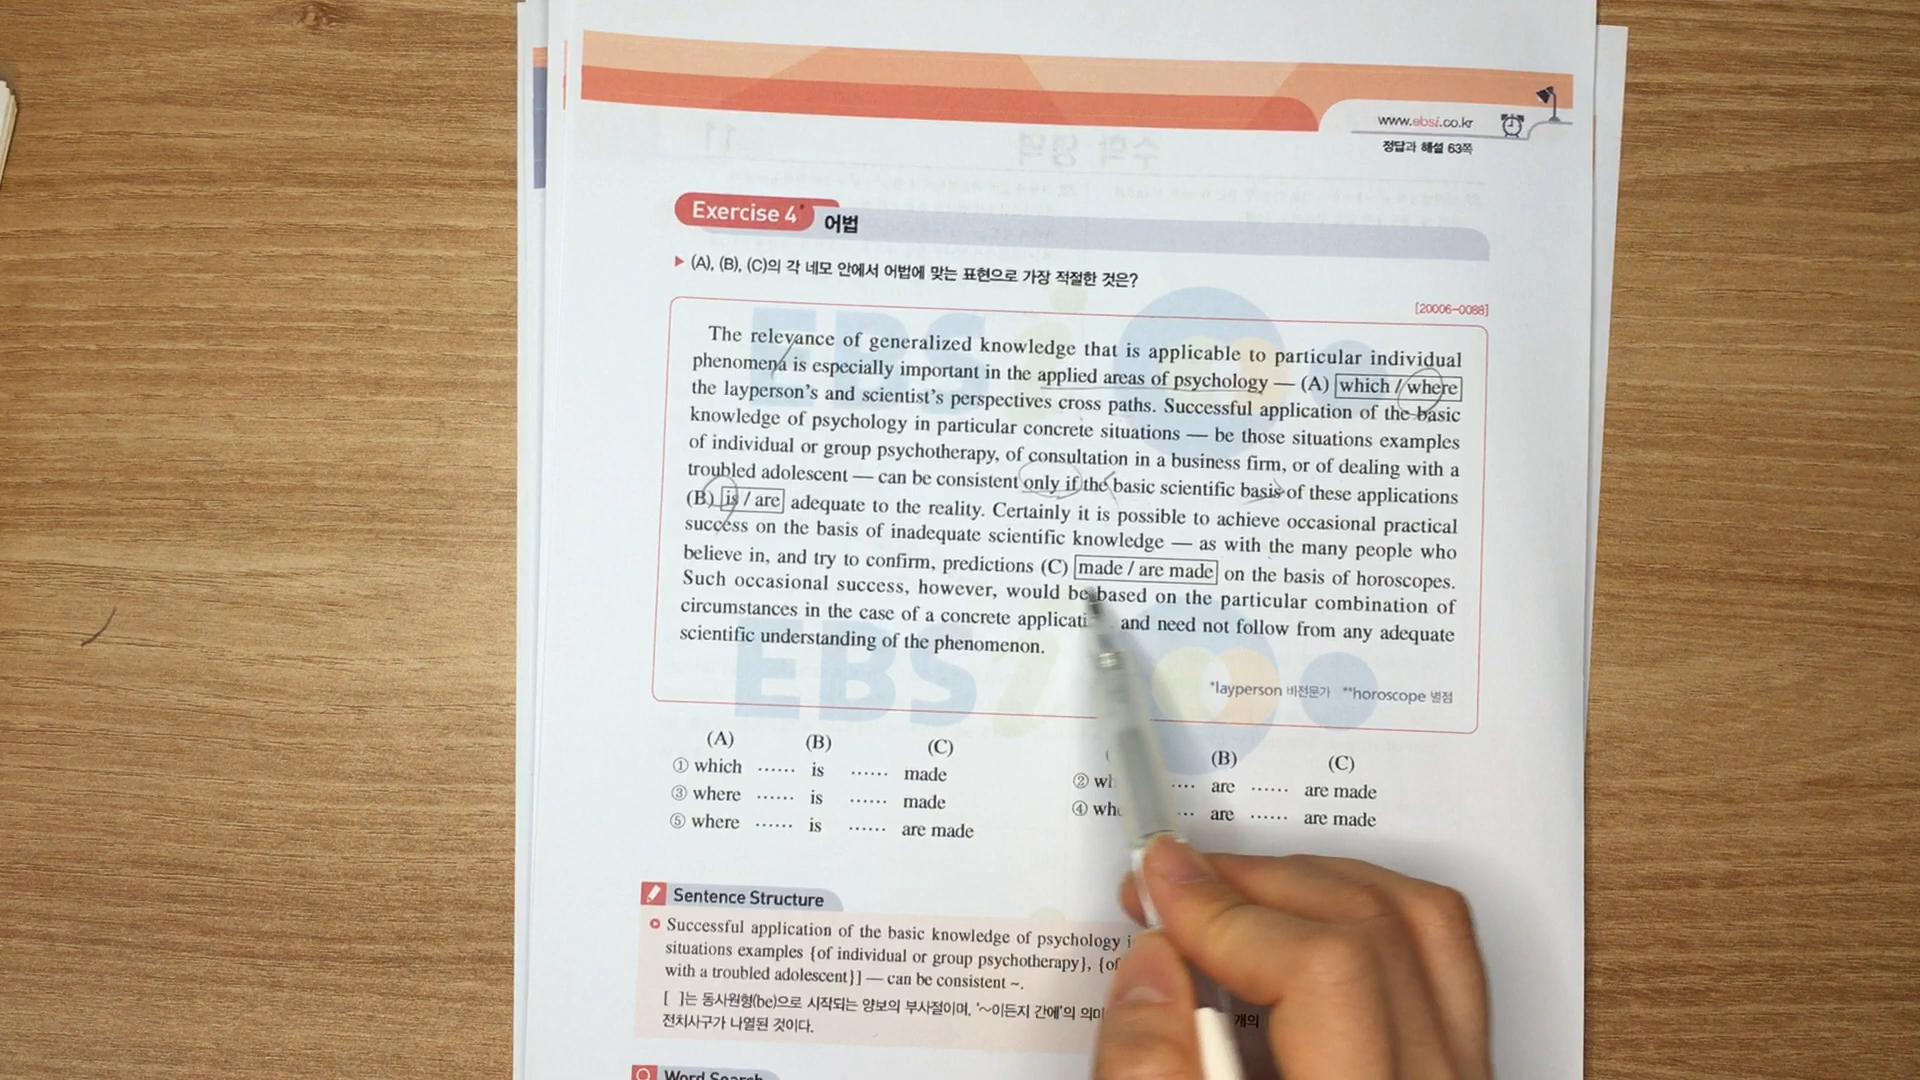 www.ebsi.co.kr
정답과 해설 63쪽
수학 영역
11
Exercise 4
어법
▶ (A), (B), (C)의 각 네모 안에서 어법에 맞는 표현으로 가장 적절한 것은?
[20006-0088]
The relevance of generalized knowledge that is applicable to particular individual
phenomena is especially important in the applied areas of psychology — (A) which / where
the layperson's and scientist's perspectives cross paths. Successful application of the basic
knowledge of psychology in particular concrete situations — be those situations examples
of individual or group psychotherapy, of consultation in a business firm, or of dealing with a
troubled adolescent — can be consistent only if the basic scientific basis of these applications
(B) is / are adequate to the reality. Certainly it is possible to achieve occasional practical
success on the basis of inadequate scientific knowledge — as with the many people who
believe in, and try to confirm, predictions (C) made / are made on the basis of horoscopes.
Such occasional success, however, would be based on the particular combination of
circumstances in the case of a concrete and need not follow from any adequate
scientific understanding of the phenomenon.
*layperson 비전문가 **horoscope 별점
EBSi
EBSi
(A) (B) (C)
(B) (C)
① which ...... is ...... made
② .... are ...... are made
③ where ...... is ...... made
④ ... are ...... are made
⑤ where ...... is ...... are made
Sentence Structure
Successful application of the basic knowledge of psychology
situations examples {of individual or group psychotherapy}, {of
with a troubled adolescent}] — can be consistent ~.
[ ]는 동사원형(be)으로 시작되는 양보의 부사절이며, '~이든지 간에'의
개의
전치사구가 나열된 것이다.
Word Search